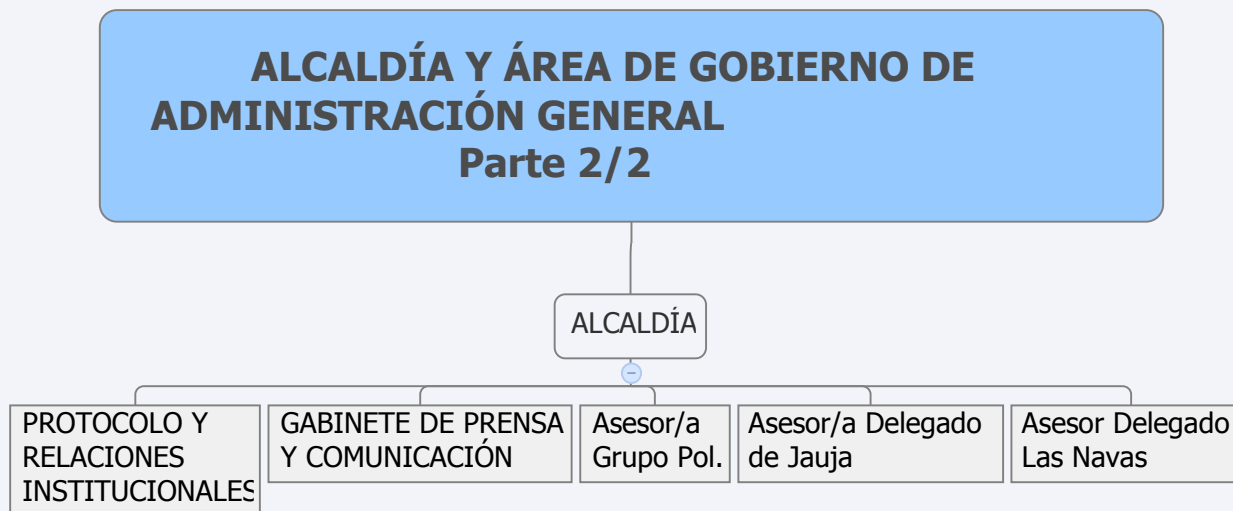 ALCALDÍA Y ÁREA DE GOBIERNO DE
ADMINISTRACIÓN GENERAL
Parte 2/2
ALCALDÍA
PROTOCOLO Y
RELACIONES
INSTITUCIONALES
GABINETE DE PRENSA
Y COMUNICACIÓN
Asesor/a
Grupo Pol.
Asesor/a Delegado
de Jauja
Asesor Delegado
Las Navas